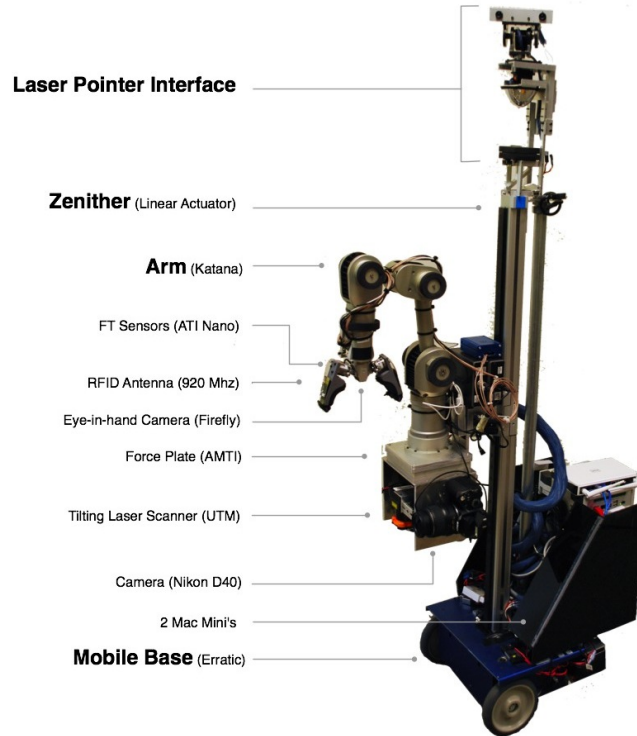 Laser Pointer Interface
Zenither (Linear Actuator)
Arm (Katana)
FT Sensors (ATI Nano)
RFID Antenna (920 Mhz)
Eye-in-hand Camera (Firefly)
Force Plate (AMTI)
Tilting Laser Scanner (UTM)
Camera (Nikon D40)
2 Mac Mini's
Mobile Base (Erratic)